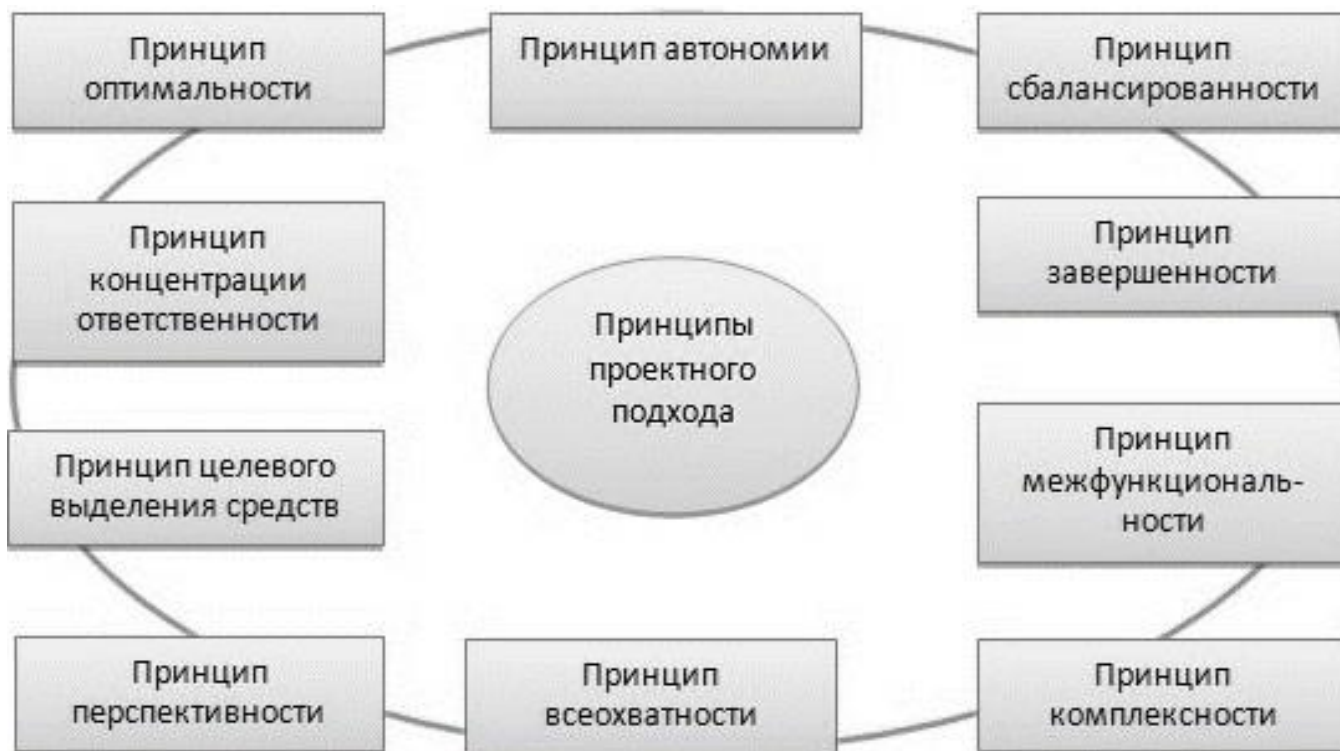 Принцип
оптимальности
Принцип автономии
Принцип
сбалансированности
Принцип
концентрации
ответственности
Принцип
завершенности
Принципы
проектного
подхода
Принцип целевого
выделения средств
Принцип
межфункциональ-
ности
Принцип
перспективности
Принцип
всеохватности
Принцип
комплексности